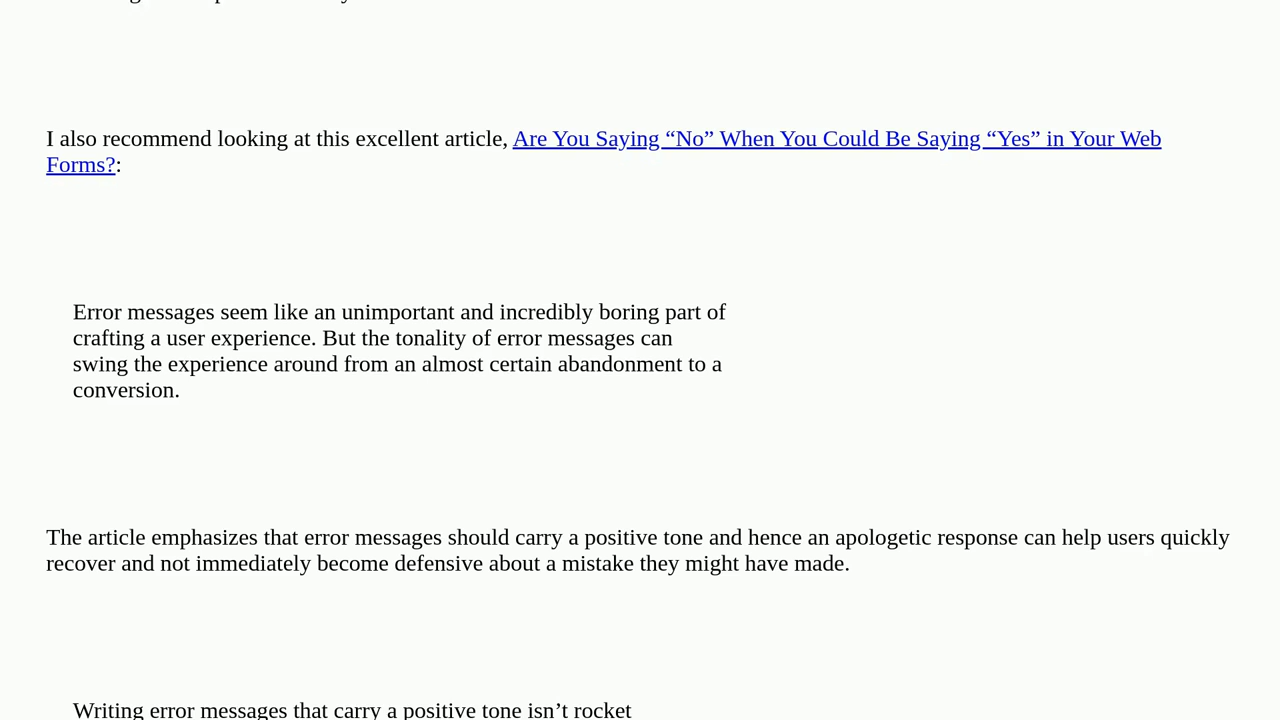 I also recommend looking at this excellent article, Are You Saying “No” When You Could Be Saying “Yes” in Your Web
Forms?:
Error messages seem like an unimportant and incredibly boring part of
crafting a user experience. But the tonality of error messages can
swing the experience around from an almost certain abandonment to a
conversion.
The article emphasizes that error messages should carry a positive tone and hence an apologetic response can help users quickly
recover and not immediately become defensive about a mistake they might have made.
Writing error messages that carry a positive tone isn’t rocket